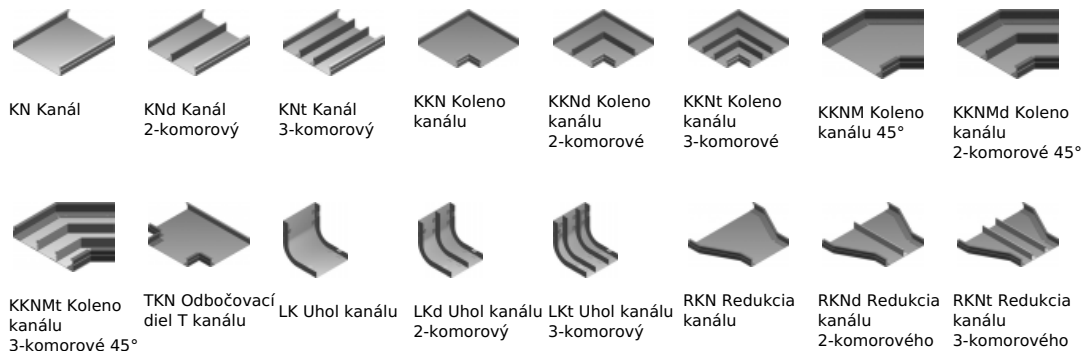 KN Kanál
KNd Kanál
2-komorový
KNt Kanál
3-komorový
KKN Koleno
kanálu
KKNd Koleno
kanálu
2-komorové
KKNt Koleno
kanálu
3-komorové
KKNM Koleno
kanálu 45°
KKNMd Koleno
kanálu
2-komorové 45°
KKNMt Koleno
kanálu
3-komorové 45°
TKN Odbočovací
diel T kanálu
LK Uhol kanálu
LKd Uhol kanálu
2-komorový
LKt Uhol kanálu
3-komorový
RKN Redukcia
kanálu
RKNd Redukcia
kanálu
2-komorového
RKNt Redukcia
kanálu
3-komorového